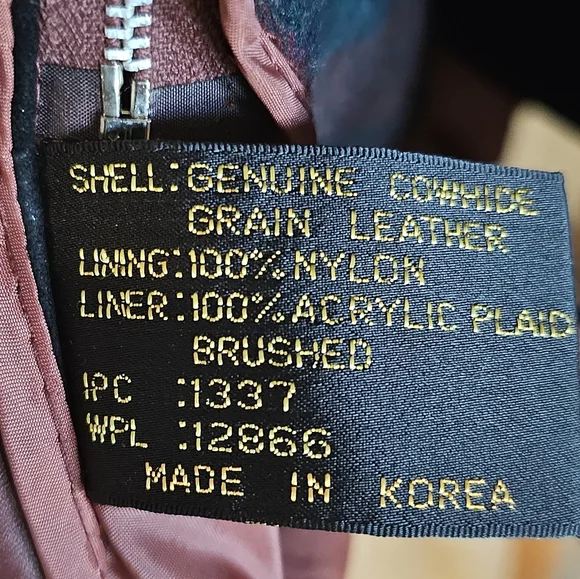 SHELL:GENUINE COWHIDE
GRAIN LEATHER
LINING:100% NYLON
LINER:100% ACRYLIC PLAID
BRUSHED
IPC :1337
WPL :12866
MADE IN KOREA